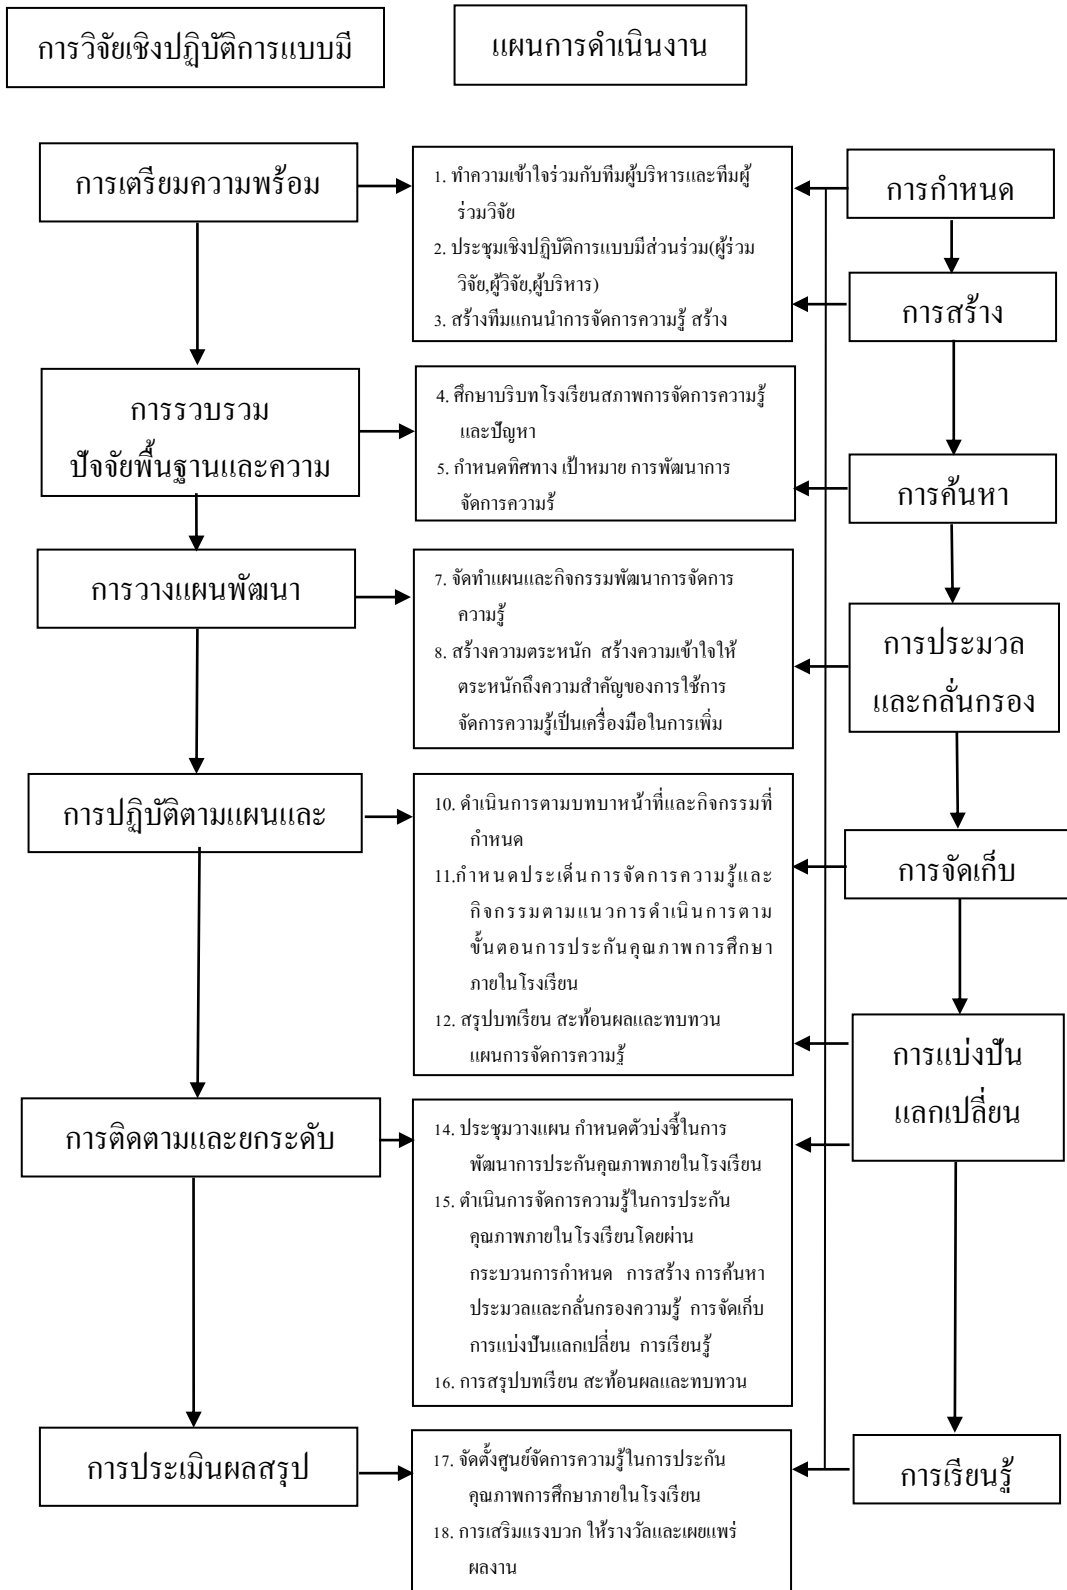 การวิจัยเชิงปฏิบัติการแบบมี
แผนการดำเนินงาน
การเตรียมความพร้อม
1. ทำความเข้าใจร่วมกับทีมผู้บริหารและทีมผู้
ร่วมวิจัย
2. ประชุมเชิงปฏิบัติการแบบมีส่วนร่วม(ผู้ร่วม
วิจัย,ผู้วิจัย,ผู้บริหาร)
3. สร้างทีมแกนนำการจัดการความรู้ สร้าง
การกำหนด
การสร้าง
การรวบรวม
ปัจจัยพื้นฐานและความ
4. ศึกษาบริบทโรงเรียนสภาพการจัดการความรู้
และปัญหา
5. กำหนดทิศทาง เป้าหมาย การพัฒนาการ
จัดการความรู้
การค้นหา
การวางแผนพัฒนา
7. จัดทำแผนและกิจกรรมพัฒนาการจัดการ
ความรู้
8. สร้างความตระหนัก สร้างความเข้าใจให้
ตระหนักถึงความสำคัญของการใช้การ
จัดการความรู้เป็นเครื่องมือในการเพิ่ม
การประมวล
และกลั่นกรอง
การปฏิบัติตามแผนและ
10. ดำเนินการตามบทบาหน้าที่และกิจกรรมที่
กำหนด
11.กำหนดประเด็นการจัดการความรู้และ
กิจกรรมตามแนวการดำเนินการตาม
ขั้นตอนการประกันคุณภาพการศึกษา
ภายในโรงเรียน
12. สรุปบทเรียน สะท้อนผลและทบทวน
แผนการจัดการความรู้
การจัดเก็บ
การแบ่งปัน
แลกเปลี่ยน
การติดตามและยกระดับ
14. ประชุมวางแผน กำหนดตัวบ่งชี้ในการ
พัฒนาการประกันคุณภาพภายในโรงเรียน
15. ดำเนินการจัดการความรู้ในการประกัน
คุณภาพภายในโรงเรียนโดยผ่าน
กระบวนการกำหนด การสร้าง การค้นหา
ประมวลและกลั่นกรองความรู้ การจัดเก็บ
การแบ่งปันแลกเปลี่ยน การเรียนรู้
16. การสรุปบทเรียน สะท้อนผลและทบทวน
การประเมินผลสรุป
17. จัดตั้งศูนย์จัดการความรู้ในการประกัน
คุณภาพการศึกษาภายในโรงเรียน
18. การเสริมแรงบวก ให้รางวัลและเผยแพร่
ผลงาน
การเรียนรู้